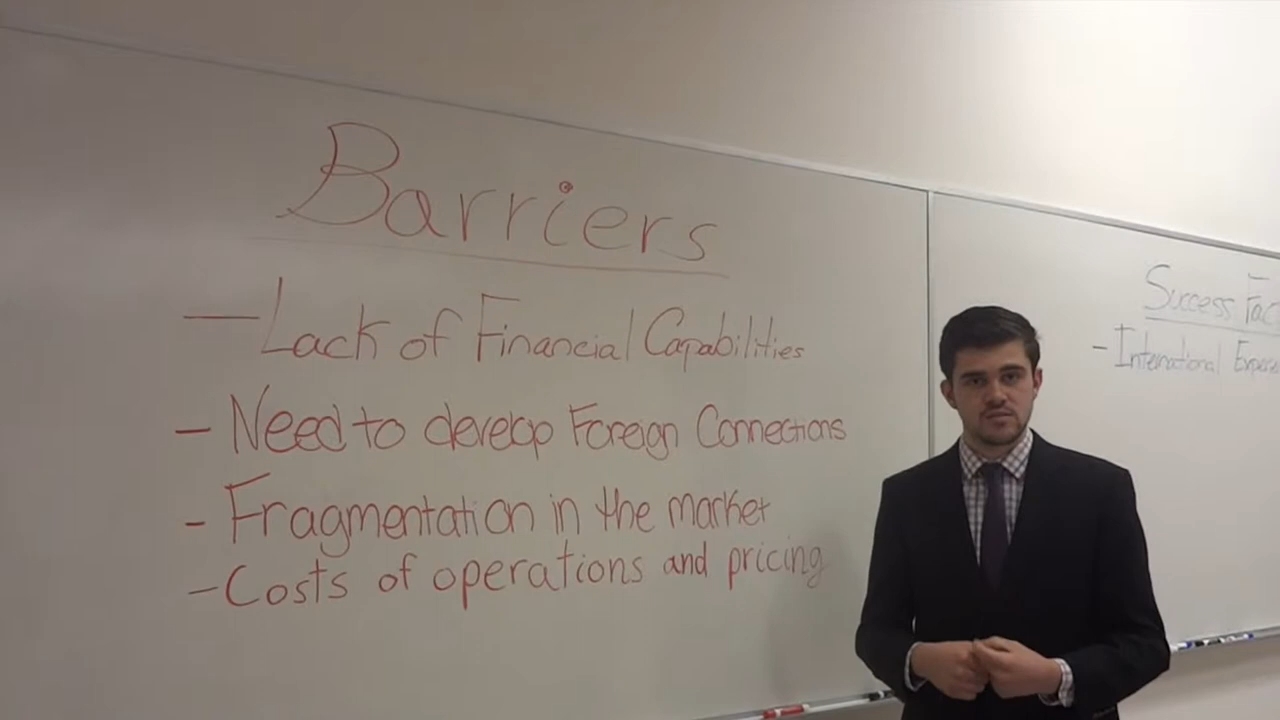 Barriers
— Lack of Financial Capabilities
- Need to develop Foreign Connections
- Fragmentation in the market
- Costs of operations and pricing
Success Fac
- International